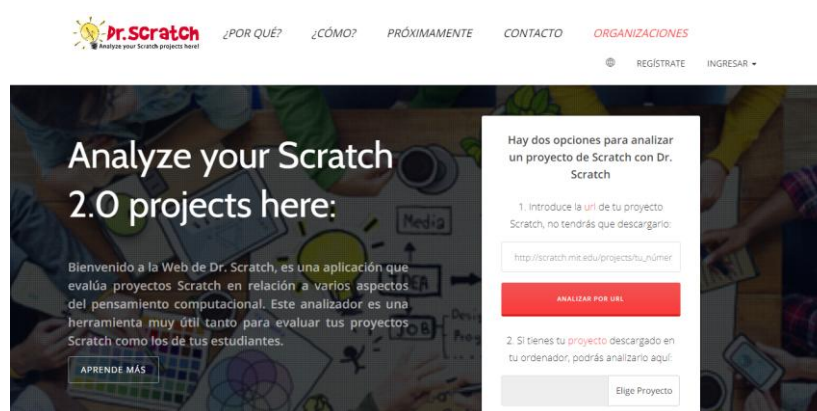 Dr.Scratch
Analyze your Scratch projects here!
¿POR QUÉ?
¿CÓMO?
PRÓXIMAMENTE
CONTACTO
ORGANIZACIONES
REGÍSTRATE
INGRESAR
Analyze your Scratch
2.0 projects here:
Bienvenido a la Web de Dr. Scratch, es una aplicación que
evalúa proyectos Scratch en relación a varios aspectos
del pensamiento computacional. Este analizador es una
herramienta muy útil tanto para evaluar tus proyectos
Scratch como los de tus estudiantes.
APRENDE MÁS
Media
IDEA
JOB
Hay dos opciones para analizar
un proyecto de Scratch con Dr.
Scratch
1. Introduce la url de tu proyecto
Scratch, no tendrás que descargarlo:
http://scratch.mit.edu/projects/tu_númer
ANALIZAR POR URL
2. Si tienes tu proyecto descargado en
tu ordenador, podrás analizarlo aquí:
Elige Proyecto